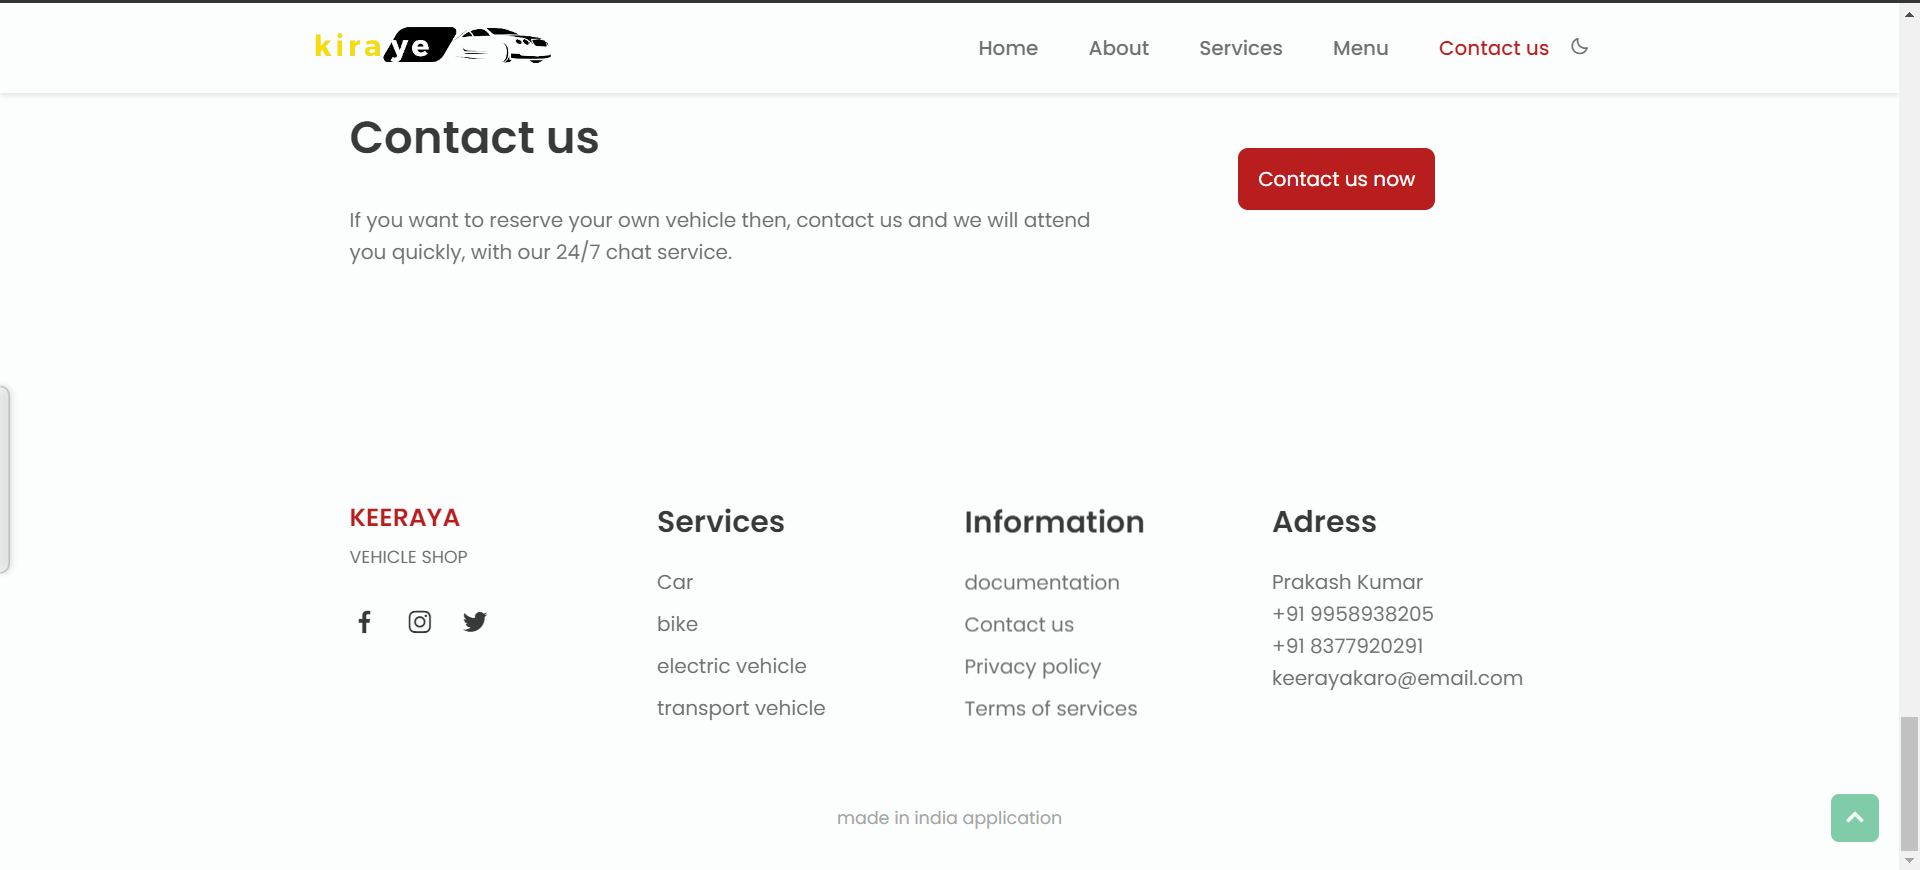 kiraye
Home About Services Menu Contact us
Contact us
Contact us now
If you want to reserve your own vehicle then, contact us and we will attend
you quickly, with our 24/7 chat service.
KEERAYA
VEHICLE SHOP
Services
Car
bike
electric vehicle
transport vehicle
Information
documentation
Contact us
Privacy policy
Terms of services
Adress
Prakash Kumar
+91 9958938205
+91 8377920291
keerayakaro@email.com
made in india application